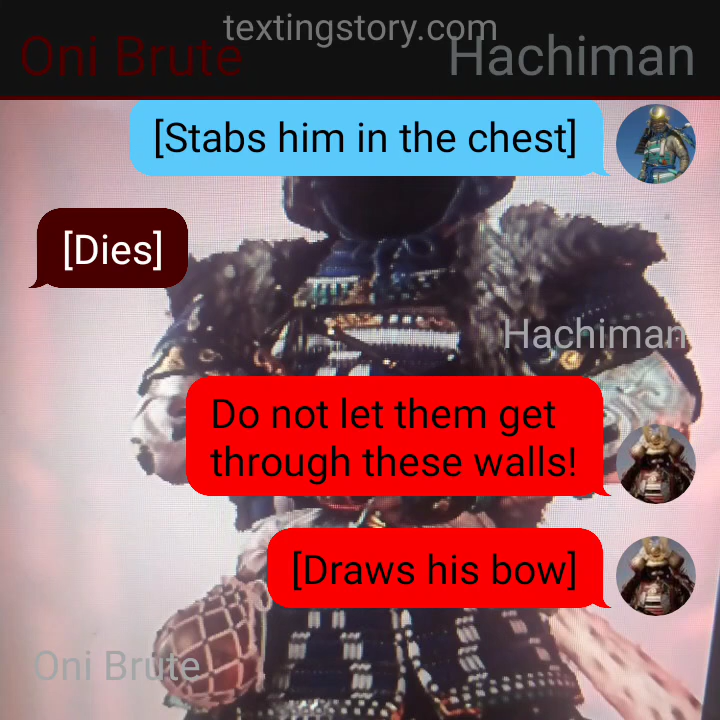 textingstory.com
Oni Brute
Hachiman
[Stabs him in the chest]
[Dies]
Hachiman
Do not let them get
through these walls!
[Draws his bow]
Oni Brute